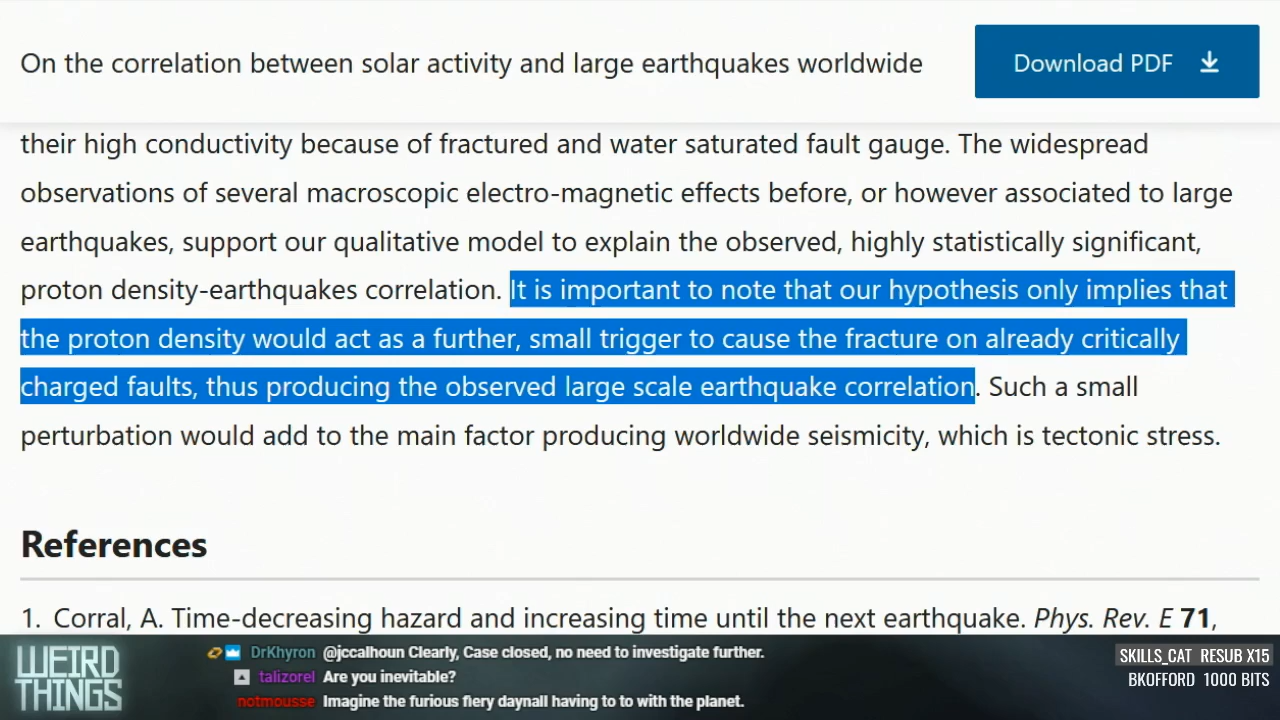 On the correlation between solar activity and large earthquakes worldwide
Download PDF
their high conductivity because of fractured and water saturated fault gauge. The widespread
observations of several macroscopic electro-magnetic effects before, or however associated to large
earthquakes, support our qualitative model to explain the observed, highly statistically significant,
proton density-earthquakes correlation. It is important to note that our hypothesis only implies that
the proton density would act as a further, small trigger to cause the fracture on already critically
charged faults, thus producing the observed large scale earthquake correlation. Such a small
perturbation would add to the main factor producing worldwide seismicity, which is tectonic stress.
References
1. Corral, A. Time-decreasing hazard and increasing time until the next earthquake. Phys. Rev. E 71,
WEIRD
THINGS
DrKhyron @jccalhoun Clearly, Case closed, no need to investigate further.
talizorel Are you inevitable?
notmousse Imagine the furious fiery daynall having to to with the planet.
SKILLS_CAT RESUB X15
BKOFFORD 1000 BITS